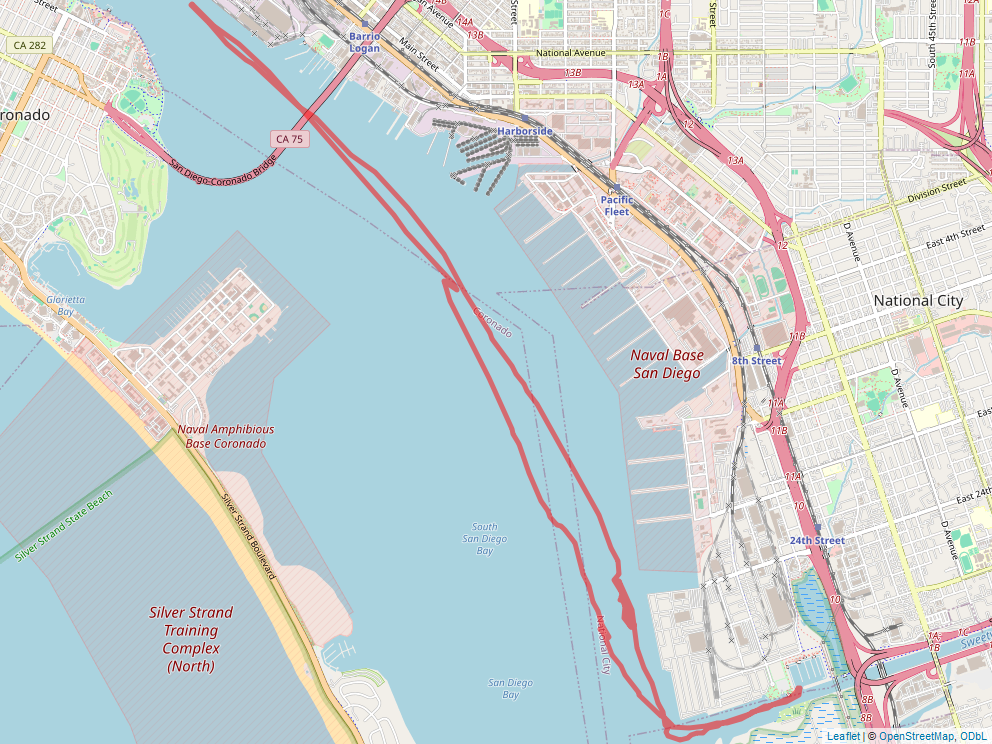 14B
Avenue
Street
1C
Street
South 45th Street
12A
4A
13B
11B
CA 282
Barrio
Logan
Main Street
National Avenue
1B
13B
13A
1A
11A
Coronado
12
Harborside
CA 75
13A
San Diego-Coronado Bridge
Pacific
Fleet
Division Street
D Avenue
East 4th Street
12
Glorietta
Bay
National City
Coronado
Naval Base
San Diego
8th Street
D Avenue
11A
East
11B
Naval Amphibious
Base Coronado
11A
East 24th
10
Silver Strand State Beach
Silver Strand Boulevard
South
San Diego
Bay
24th Street
D Avenue
Silver Strand
Training
Complex
(North)
10
National City
1A
1C
1B
Sweetw
San Diego
Bay
8B
8B
Leaflet | © OpenStreetMap, ODbL